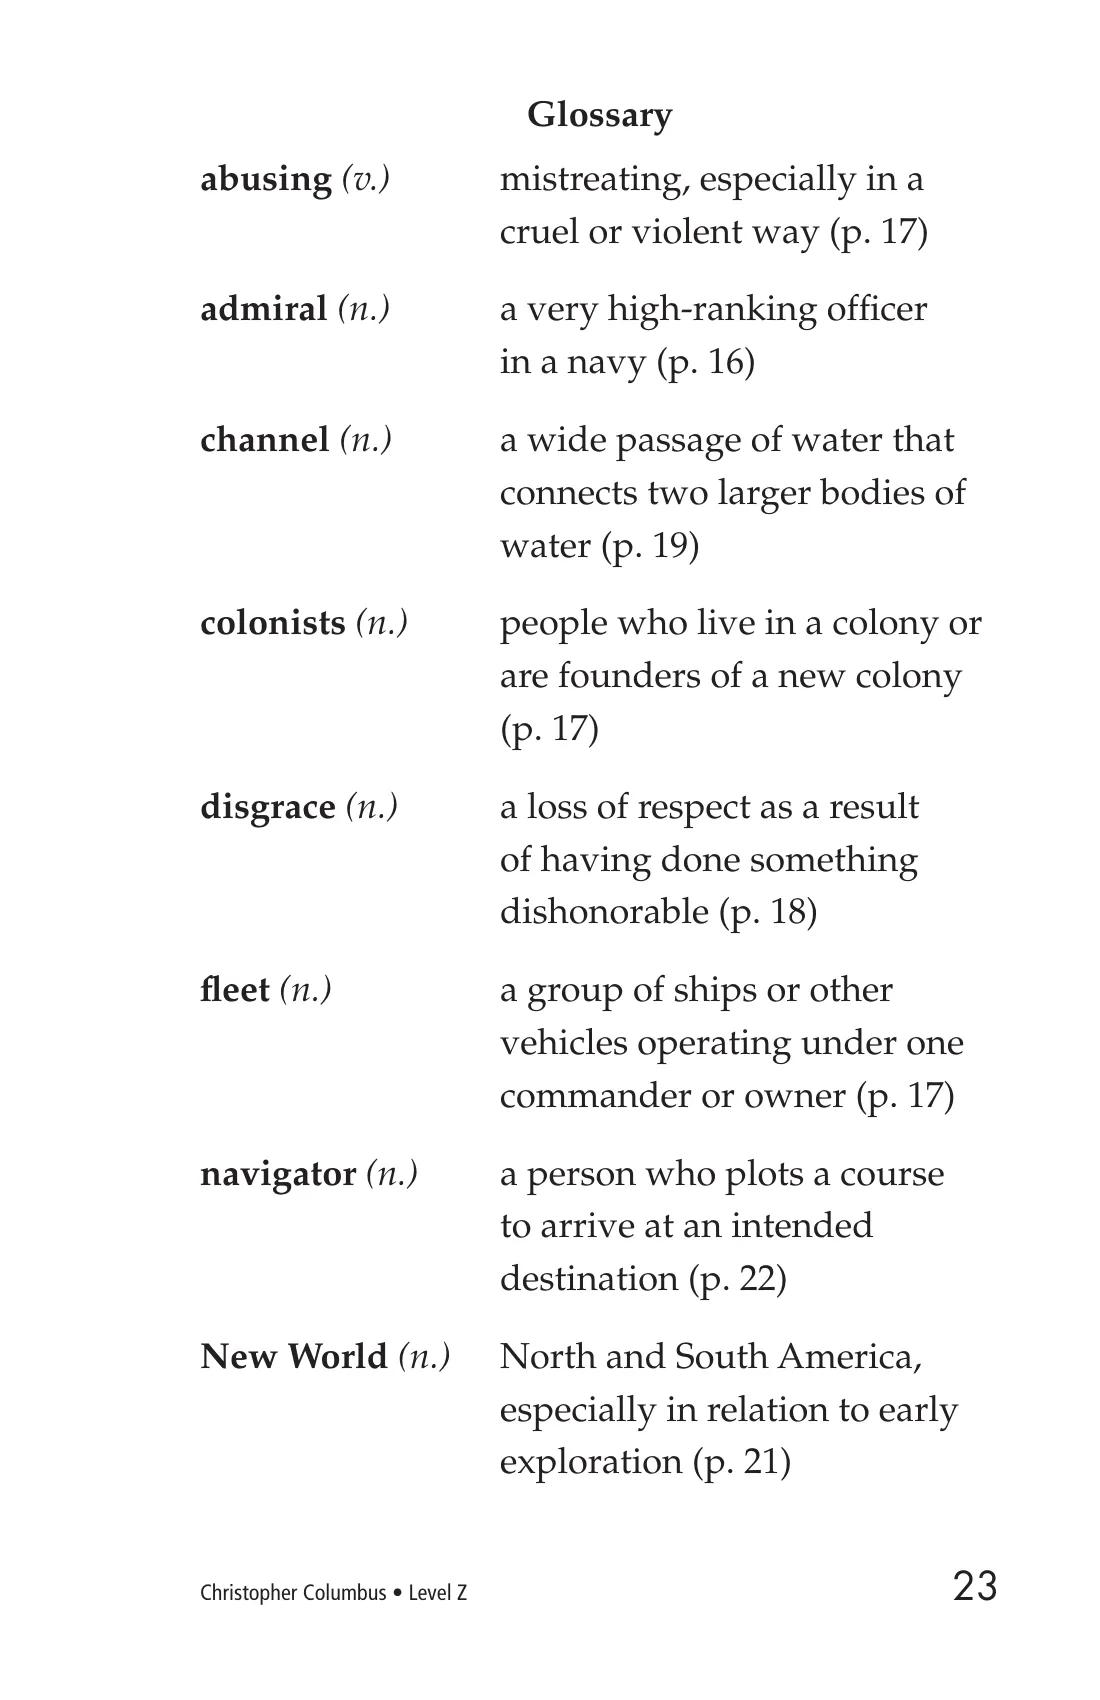 Glossary
abusing (v.) mistreating, especially in a
cruel or violent way (p. 17)
admiral (n.) a very high-ranking officer
in a navy (p. 16)
channel (n.) a wide passage of water that
connects two larger bodies of
water (p. 19)
colonists (n.) people who live in a colony or
are founders of a new colony
(p. 17)
disgrace (n.) a loss of respect as a result
of having done something
dishonorable (p. 18)
fleet (n.) a group of ships or other
vehicles operating under one
commander or owner (p. 17)
navigator (n.) a person who plots a course
to arrive at an intended
destination (p. 22)
New World (n.) North and South America,
especially in relation to early
exploration (p. 21)
Christopher Columbus • Level Z 23